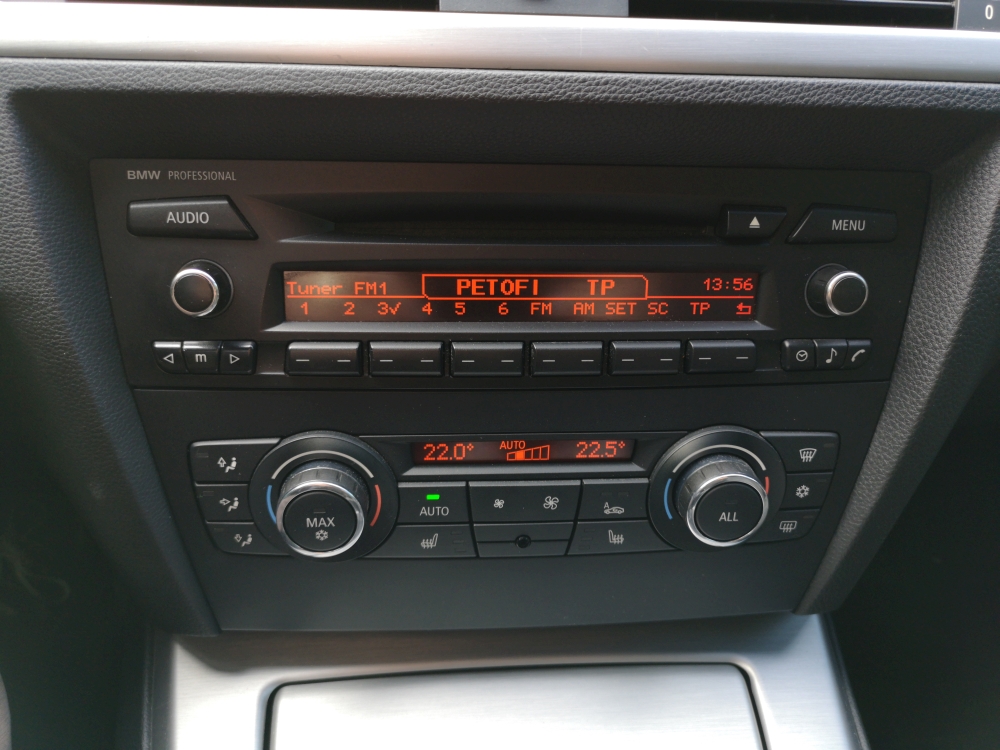 0
BMW PROFESSIONAL
AUDIO
MENU
Tuner FM1 PETOFI TP 13:56
1 2 3✓ 4 5 6 FM AM SET SC TP
m
22.0° AUTO 22.5°
MAX
AUTO
A
ALL